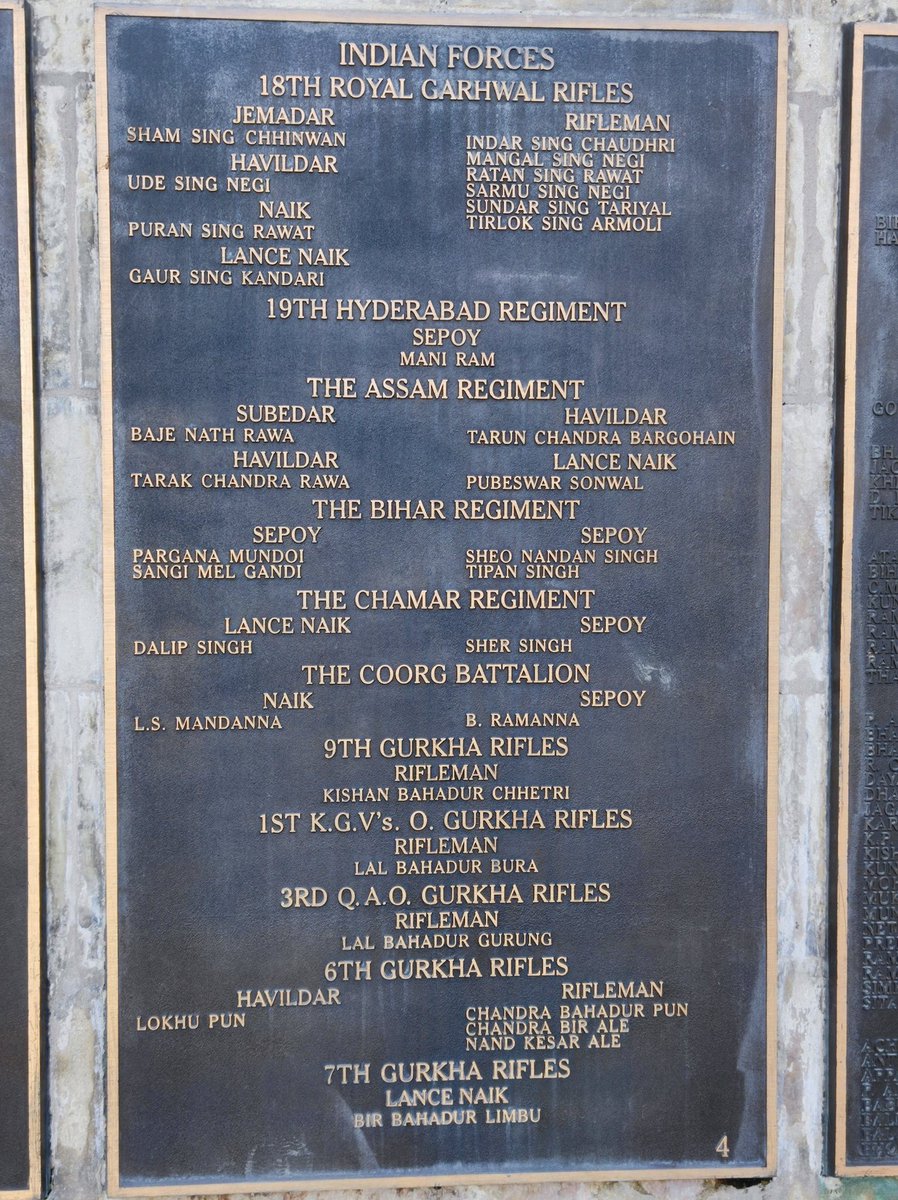 INDIAN FORCES
18TH ROYAL GARHWAL RIFLES
JEMADAR
SHAM SING CHHINWAN
HAVILDAR
UDE SING NEGI
NAIK
PURAN SING RAWAT
LANCE NAIK
GAUR SING KANDARI
RIFLEMAN
INDAR SING CHAUDHRI
MANGAL SING NEGI
RATAN SING RAWAT
SARMU SING NEGI
SUNDAR SING TARIYAL
TIRLOK SING ARMOLI
19TH HYDERABAD REGIMENT
SEPOY
MANI RAM
THE ASSAM REGIMENT
SUBEDAR
BAJE NATH RAWA
HAVILDAR
TARAK CHANDRA RAWA
HAVILDAR
TARUN CHANDRA BARGOHAIN
LANCE NAIK
PUBESWAR SONWAL
THE BIHAR REGIMENT
SEPOY
PARGANA MUNDOI
SANGI MEL GANDI
SEPOY
SHEO NANDAN SINGH
TIPAN SINGH
THE CHAMAR REGIMENT
LANCE NAIK
DALIP SINGH
SEPOY
SHER SINGH
THE COORG BATTALION
NAIK
L.S. MANDANNA
SEPOY
B. RAMANNA
9TH GURKHA RIFLES
RIFLEMAN
KISHAN BAHADUR CHHETRI
1ST K.G.V's. O. GURKHA RIFLES
RIFLEMAN
LAL BAHADUR BURA
3RD Q.A.O. GURKHA RIFLES
RIFLEMAN
LAL BAHADUR GURUNG
6TH GURKHA RIFLES
HAVILDAR
LOKHU PUN
RIFLEMAN
CHANDRA BAHADUR PUN
CHANDRA BIR ALE
NAND KESAR ALE
7TH GURKHA RIFLES
LANCE NAIK
BIR BAHADUR LIMBU
4